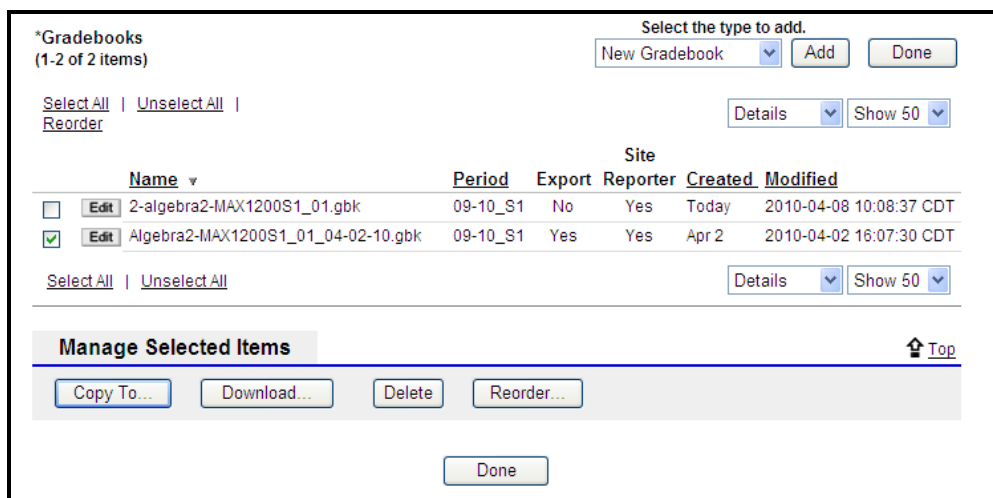 *Gradebooks
(1-2 of 2 items)
Select the type to add.
New Gradebook Add Done
Select All | Unselect All |
Reorder
Details Show 50
Name Period Export Site Reporter Created Modified
Edit 2-algebra2-MAX1200S1_01.gbk 09-10_S1 No Yes Today 2010-04-08 10:08:37 CDT
Edit Algebra2-MAX1200S1_01_04-02-10.gbk 09-10_S1 Yes Yes Apr 2 2010-04-02 16:07:30 CDT
Select All | Unselect All Details Show 50
Manage Selected Items Top
Copy To... Download... Delete Reorder...
Done